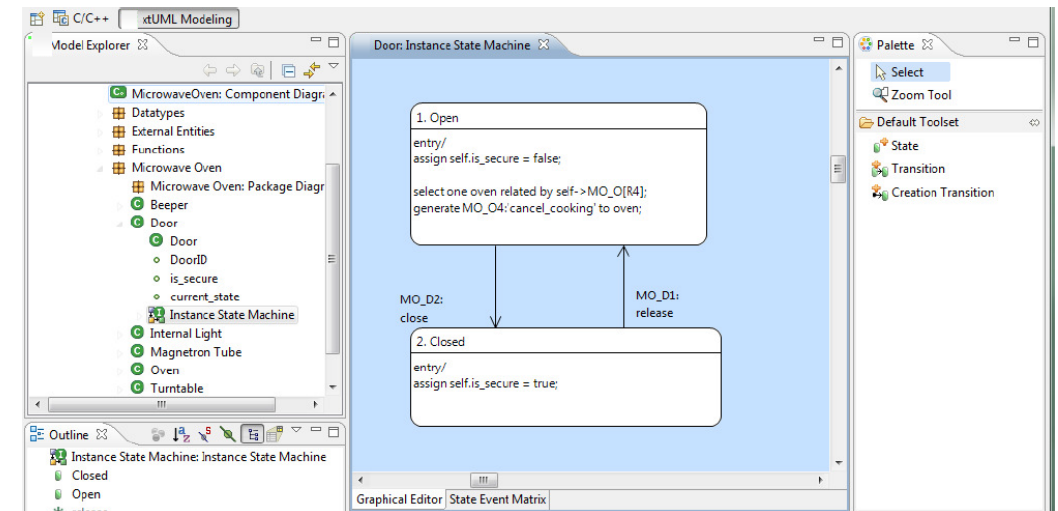 C/C++
xtUML Modeling
Model Explorer
MicrowaveOven: Component Diagra
Datatypes
External Entities
Functions
Microwave Oven
Microwave Oven: Package Diagr
Beeper
Door
Door
DoorID
is_secure
current_state
Instance State Machine
Internal Light
Magnetron Tube
Oven
Turntable
Outline
Instance State Machine: Instance State Machine
Closed
Open
release
Door: Instance State Machine
1. Open
entry/
assign self.is_secure = false;
select one oven related by self->MO_O[R4];
generate MO_O4:'cancel_cooking' to oven;
MO_D2:
close
MO_D1:
release
2. Closed
entry/
assign self.is_secure = true;
Graphical Editor State Event Matrix
Palette
Select
Zoom Tool
Default Toolset
State
Transition
Creation Transition